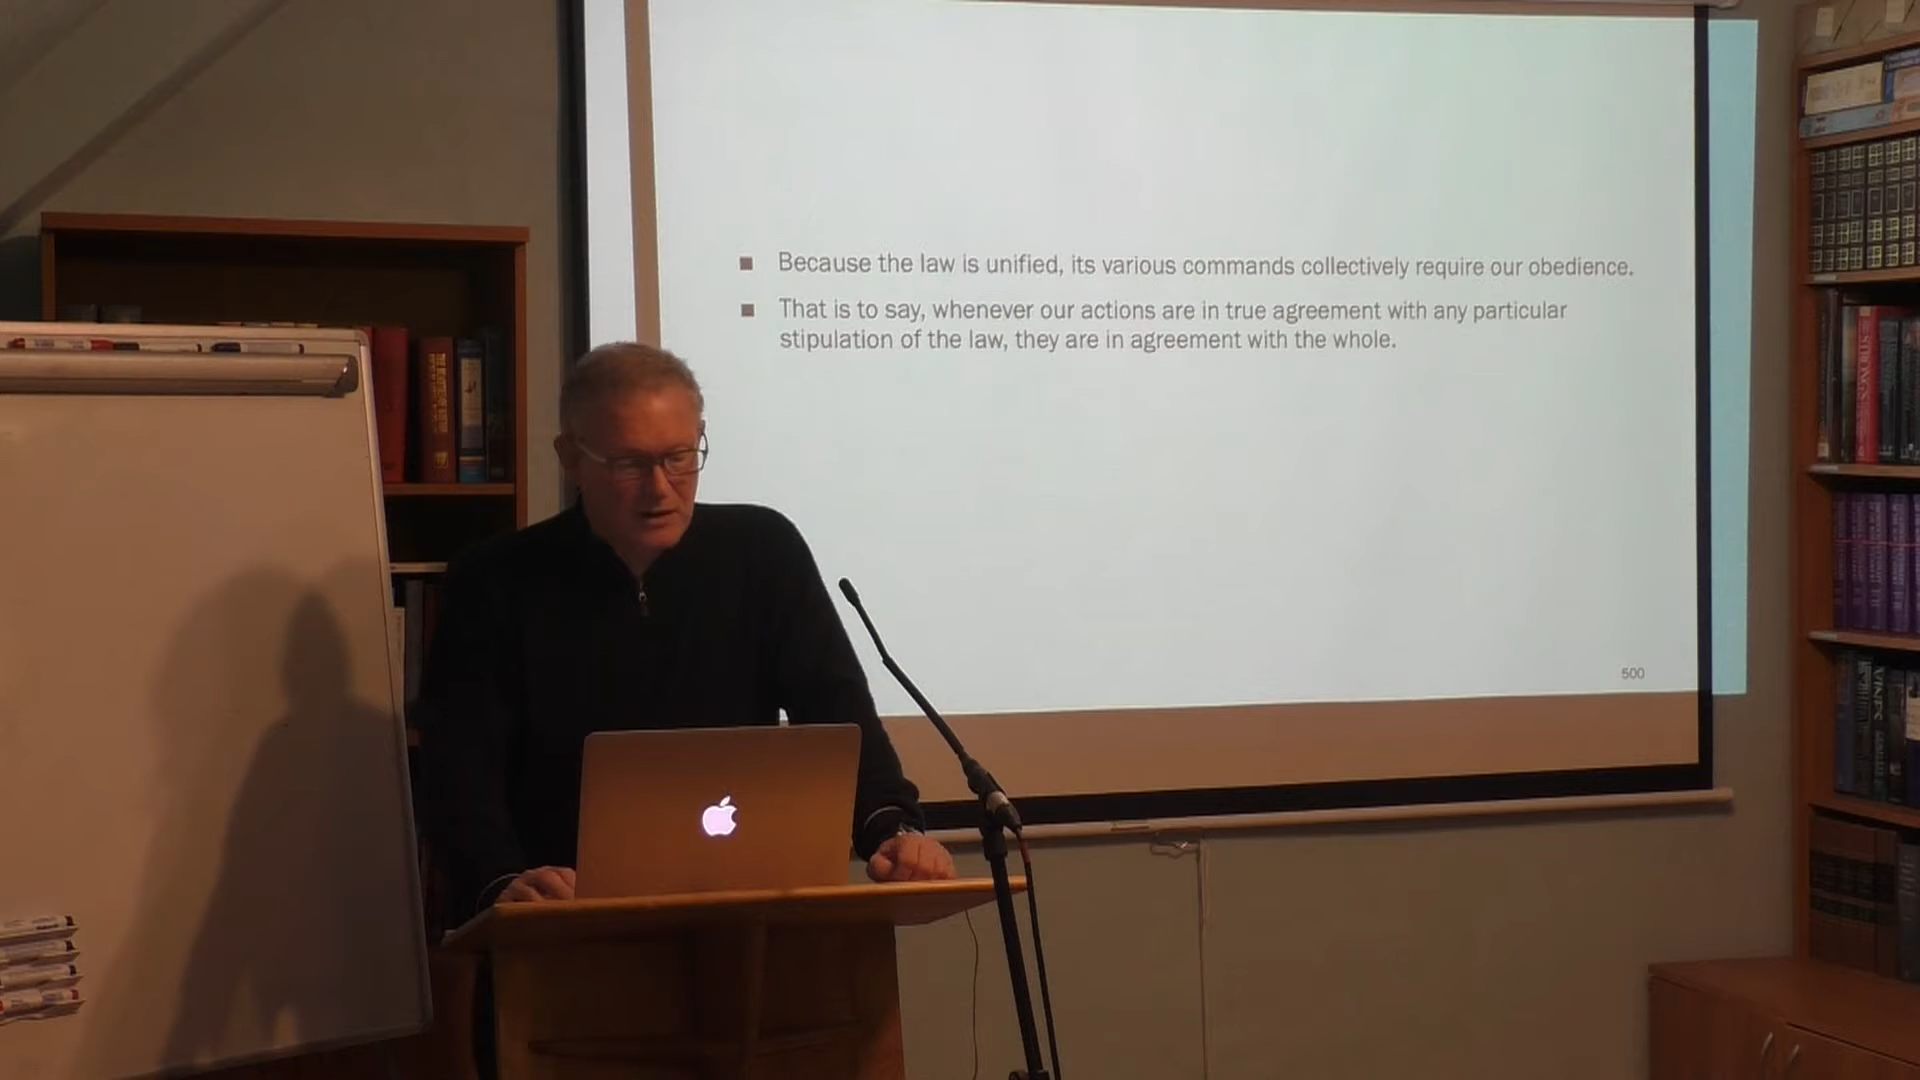 Because the law is unified, its various commands collectively require our obedience.
That is to say, whenever our actions are in true agreement with any particular
stipulation of the law, they are in agreement with the whole.
500
STRONG'S